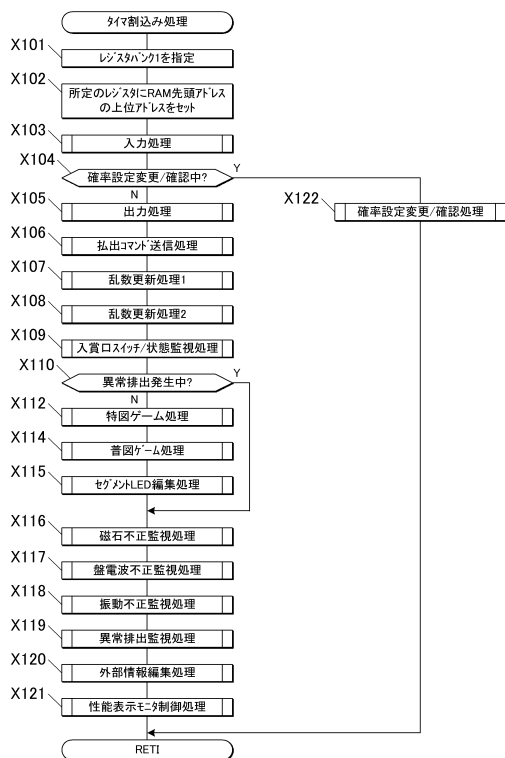 タイマ割込み処理
X101
レジスタバンク1を指定
X102
所定のレジスタにRAM先頭アドレス
の上位アドレスをセット
X103
入力処理
X104
確率設定変更/確認中?
Y
N
X105
出力処理
X122
確率設定変更/確認処理
X106
払出コマンド送信処理
X107
乱数更新処理1
X108
乱数更新処理2
X109
入賞口スイッチ/状態監視処理
X110
異常排出発生中?
Y
N
X112
特図ゲーム処理
X114
普図ゲーム処理
X115
セグメントLED編集処理
X116
磁石不正監視処理
X117
盤電波不正監視処理
X118
振動不正監視処理
X119
異常排出監視処理
X120
外部情報編集処理
X121
性能表示モニタ制御処理
RETI